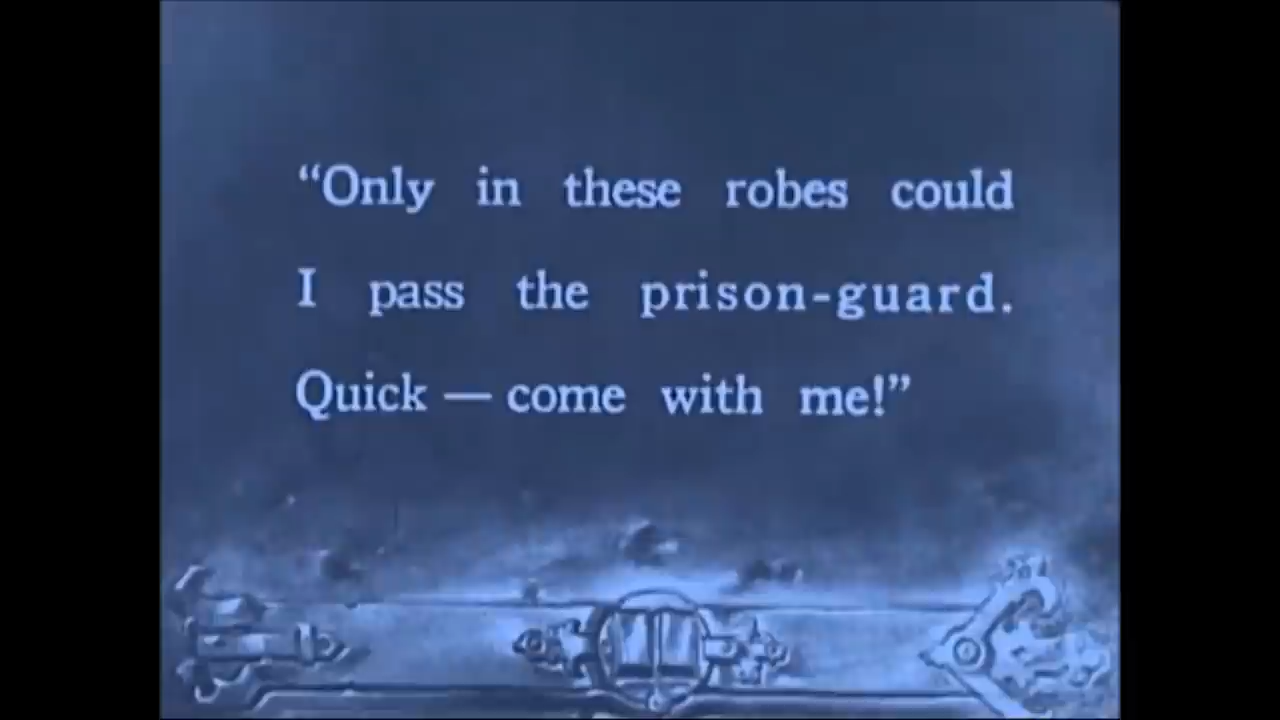 “Only in these robes could
I pass the prison-guard.
Quick — come with me!”